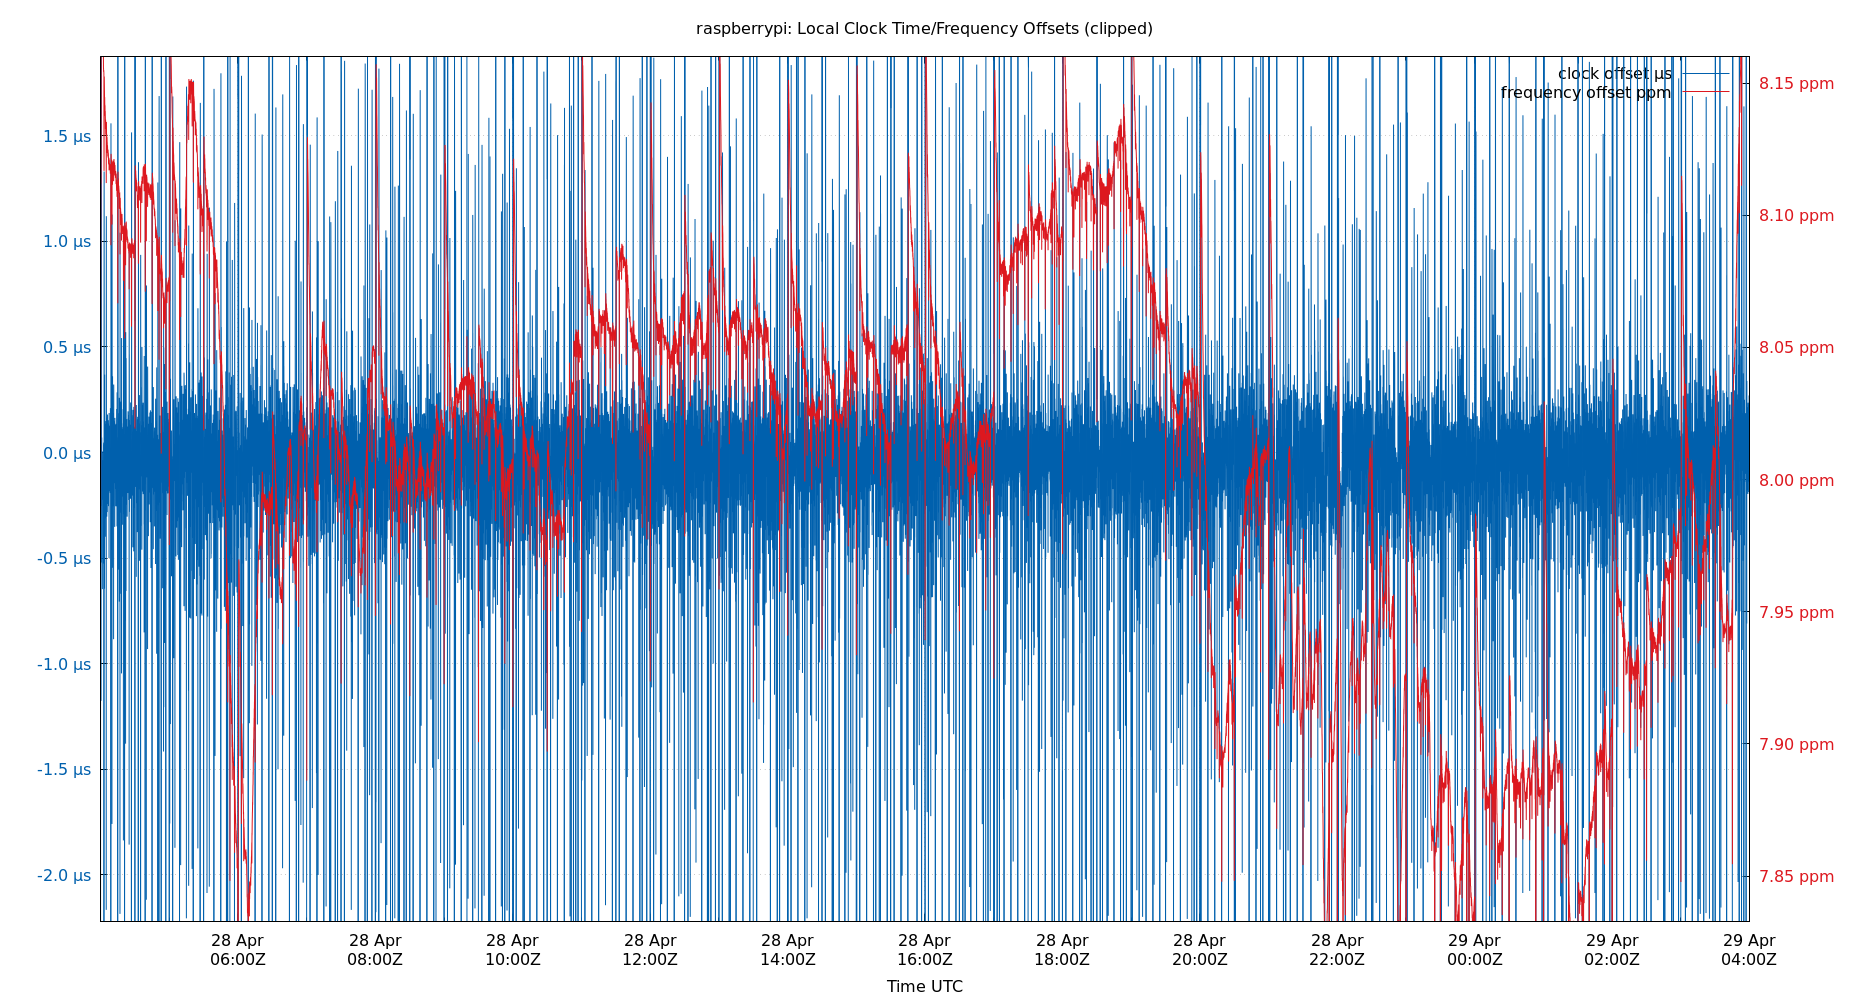 raspberrypi: Local Clock Time/Frequency Offsets (clipped)
clock offset µs
frequency offset ppm
1.5 µs
1.0 µs
0.5 µs
0.0 µs
-0.5 µs
-1.0 µs
-1.5 µs
-2.0 µs
8.15 ppm
8.10 ppm
8.05 ppm
8.00 ppm
7.95 ppm
7.90 ppm
7.85 ppm
28 Apr
06:00Z
28 Apr
08:00Z
28 Apr
10:00Z
28 Apr
12:00Z
28 Apr
14:00Z
28 Apr
16:00Z
28 Apr
18:00Z
28 Apr
20:00Z
28 Apr
22:00Z
29 Apr
00:00Z
29 Apr
02:00Z
29 Apr
04:00Z
Time UTC